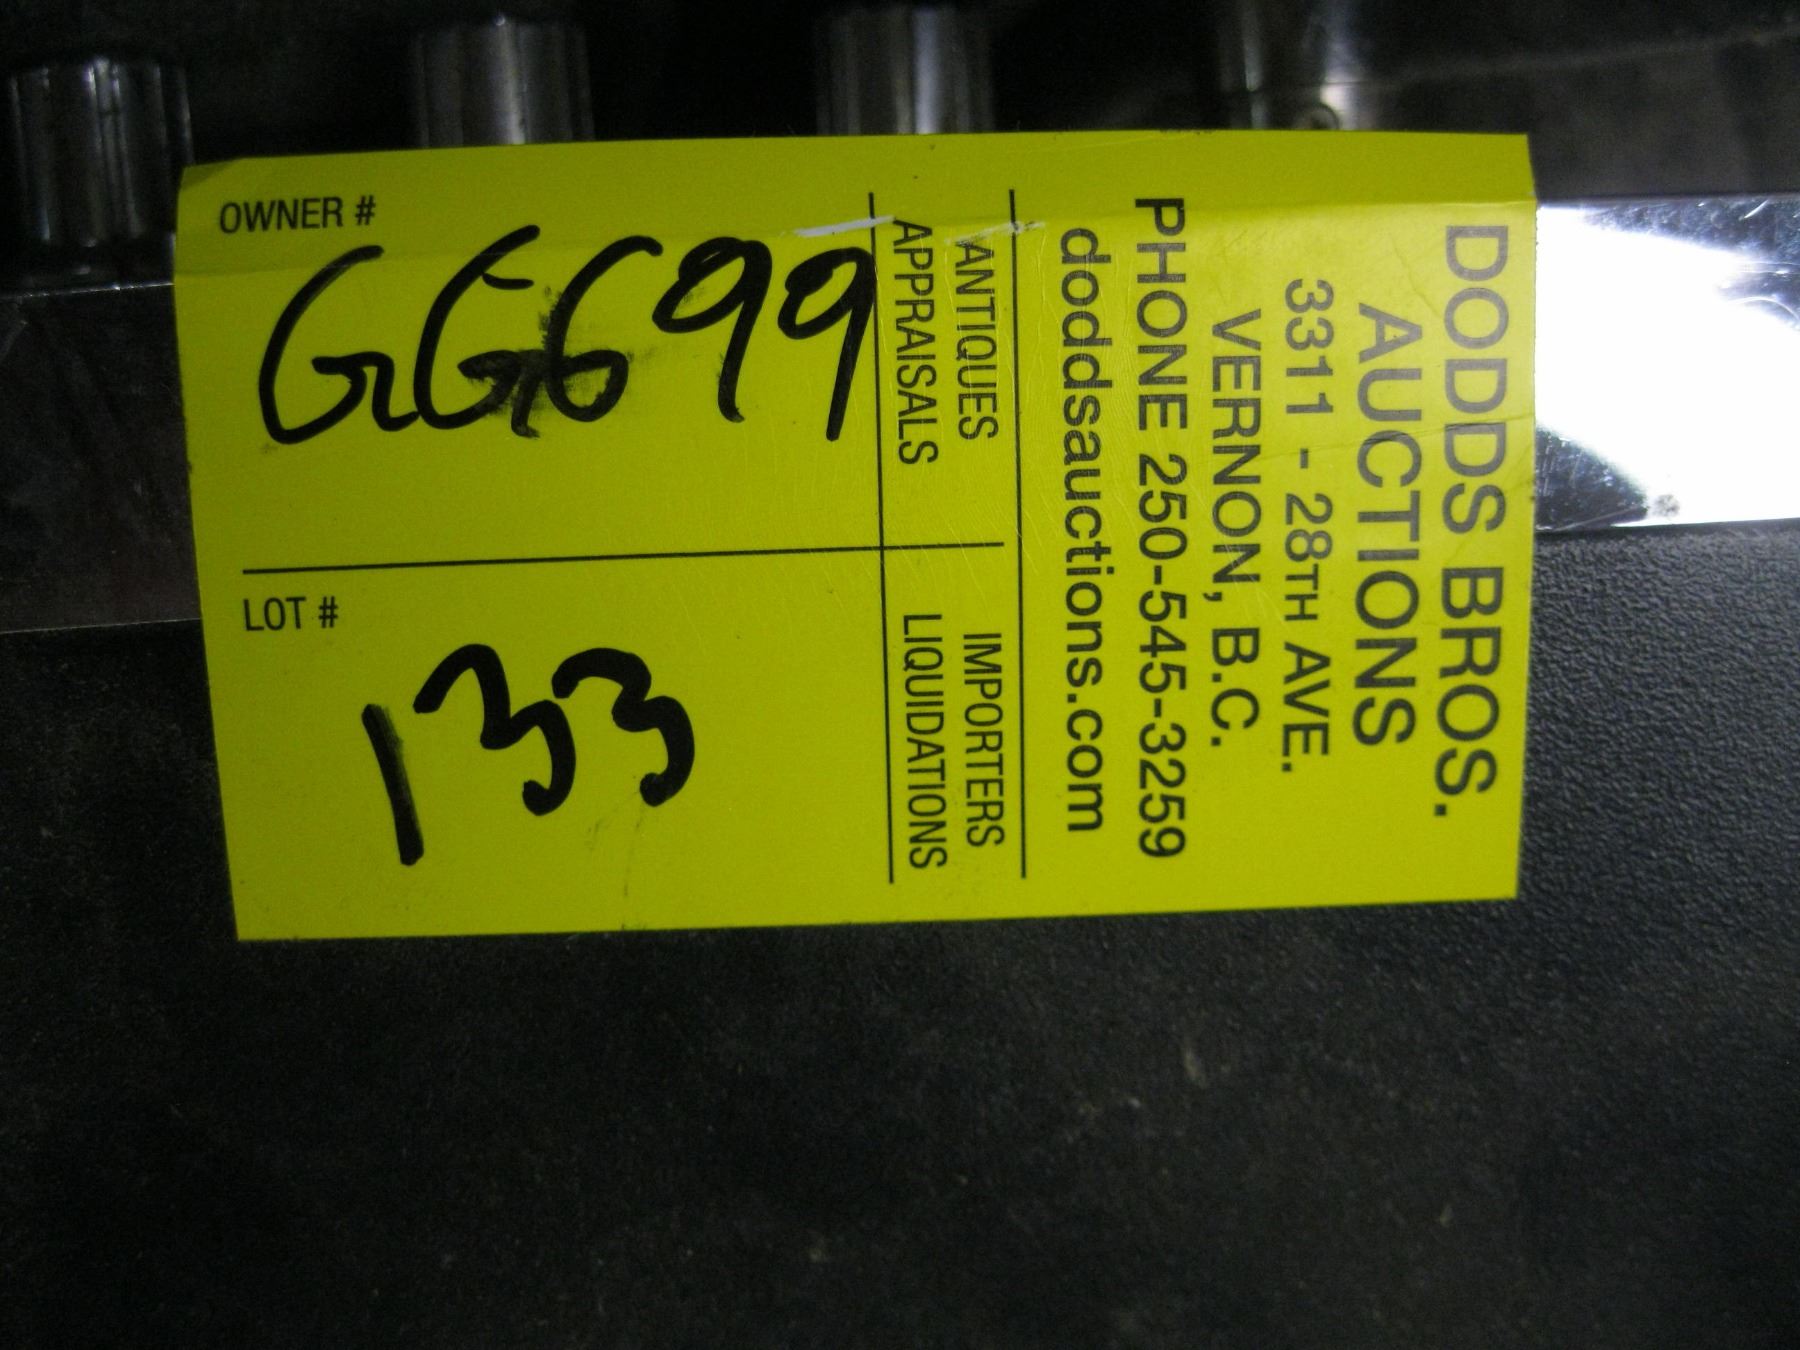 DODDS BROS.
AUCTIONS
3311 - 28TH AVE.
VERNON, B.C.
PHONE 250-545-3259
doddsauctions.com
ANTIQUES
APPRAISALS
IMPORTERS
LIQUIDATIONS
OWNER #
GG699
LOT #
133